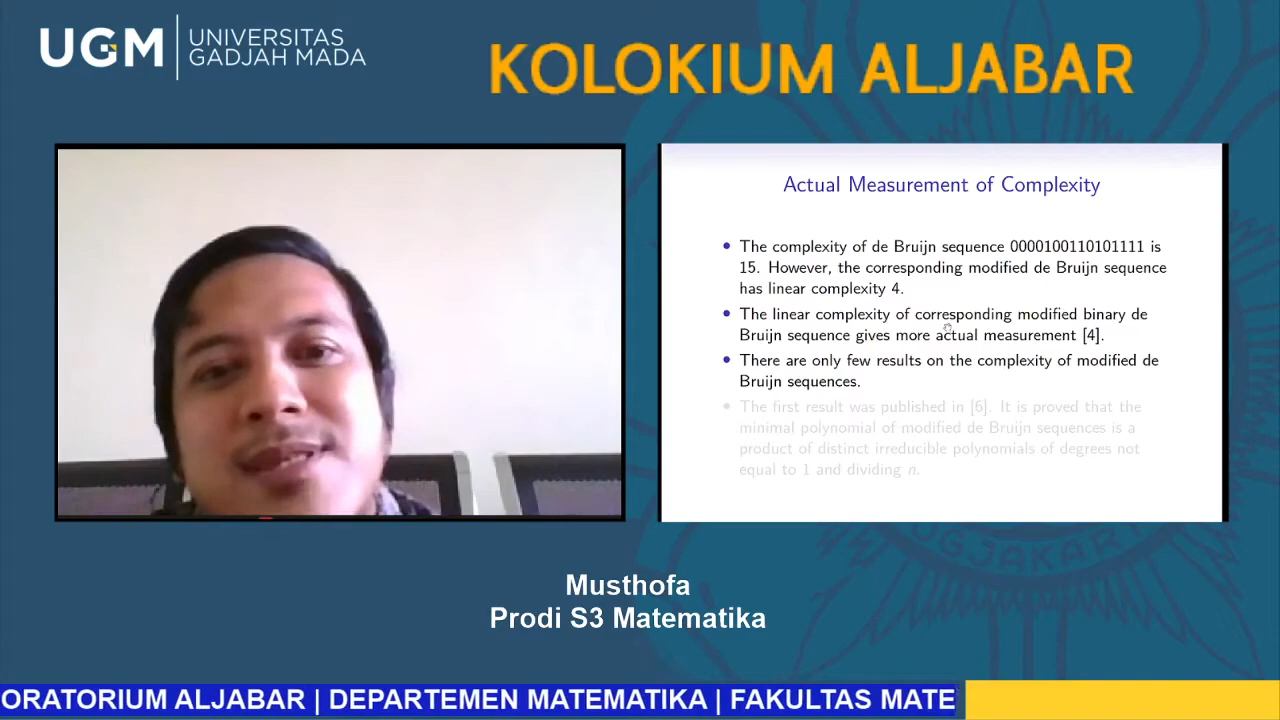 UGM
UNIVERSITAS
GADJAH MADA
KOLOKIUM ALJABAR
Actual Measurement of Complexity
• The complexity of de Bruijn sequence 0000100110101111 is
15. However, the corresponding modified de Bruijn sequence
has linear complexity 4.
• The linear complexity of corresponding modified binary de
Bruijn sequence gives more actual measurement [4].
• There are only few results on the complexity of modified de
Bruijn sequences.
• The first result was published in [6]. It is proved that the
minimal polynomial of modified de Bruijn sequences is a
product of distinct irreducible polynomials of degrees not
equal to 1 and dividing n.
GJAKAR
Musthofa
Prodi S3 Matematika
ORATORIUM ALJABAR | DEPARTEMEN MATEMATIKA | FAKULTAS MATE